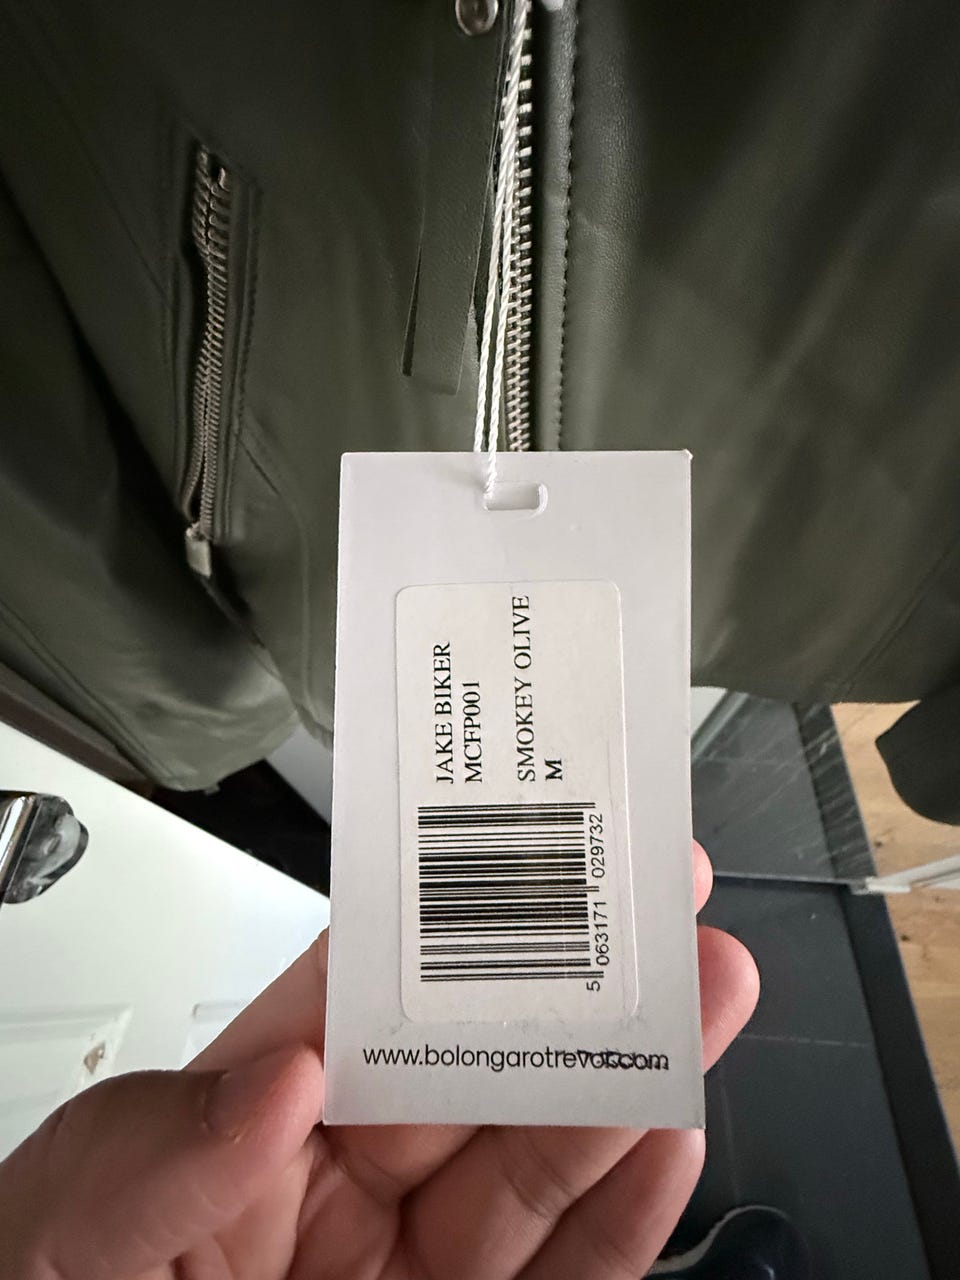 JAKE BIKER
MCFP001
SMOKEY OLIVE
M
5 063171 029732
www.bolongarotrevor.com